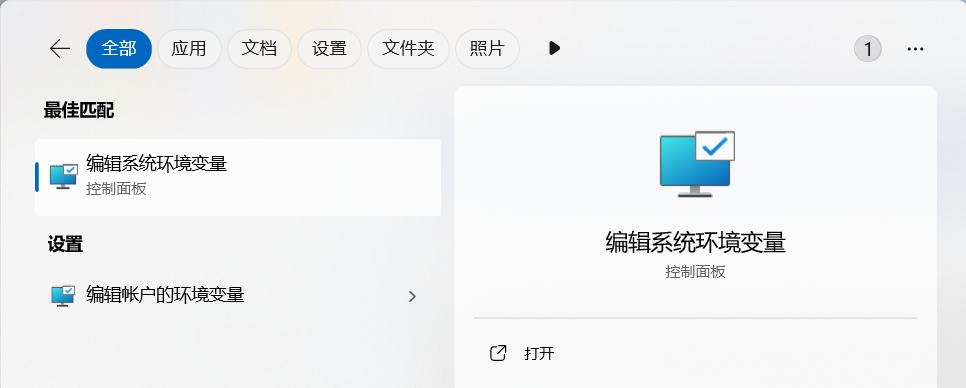 全部 应用 文档 设置 文件夹 照片 1
最佳匹配
编辑系统环境变量
控制面板
设置
编辑帐户的环境变量
编辑系统环境变量
控制面板
打开